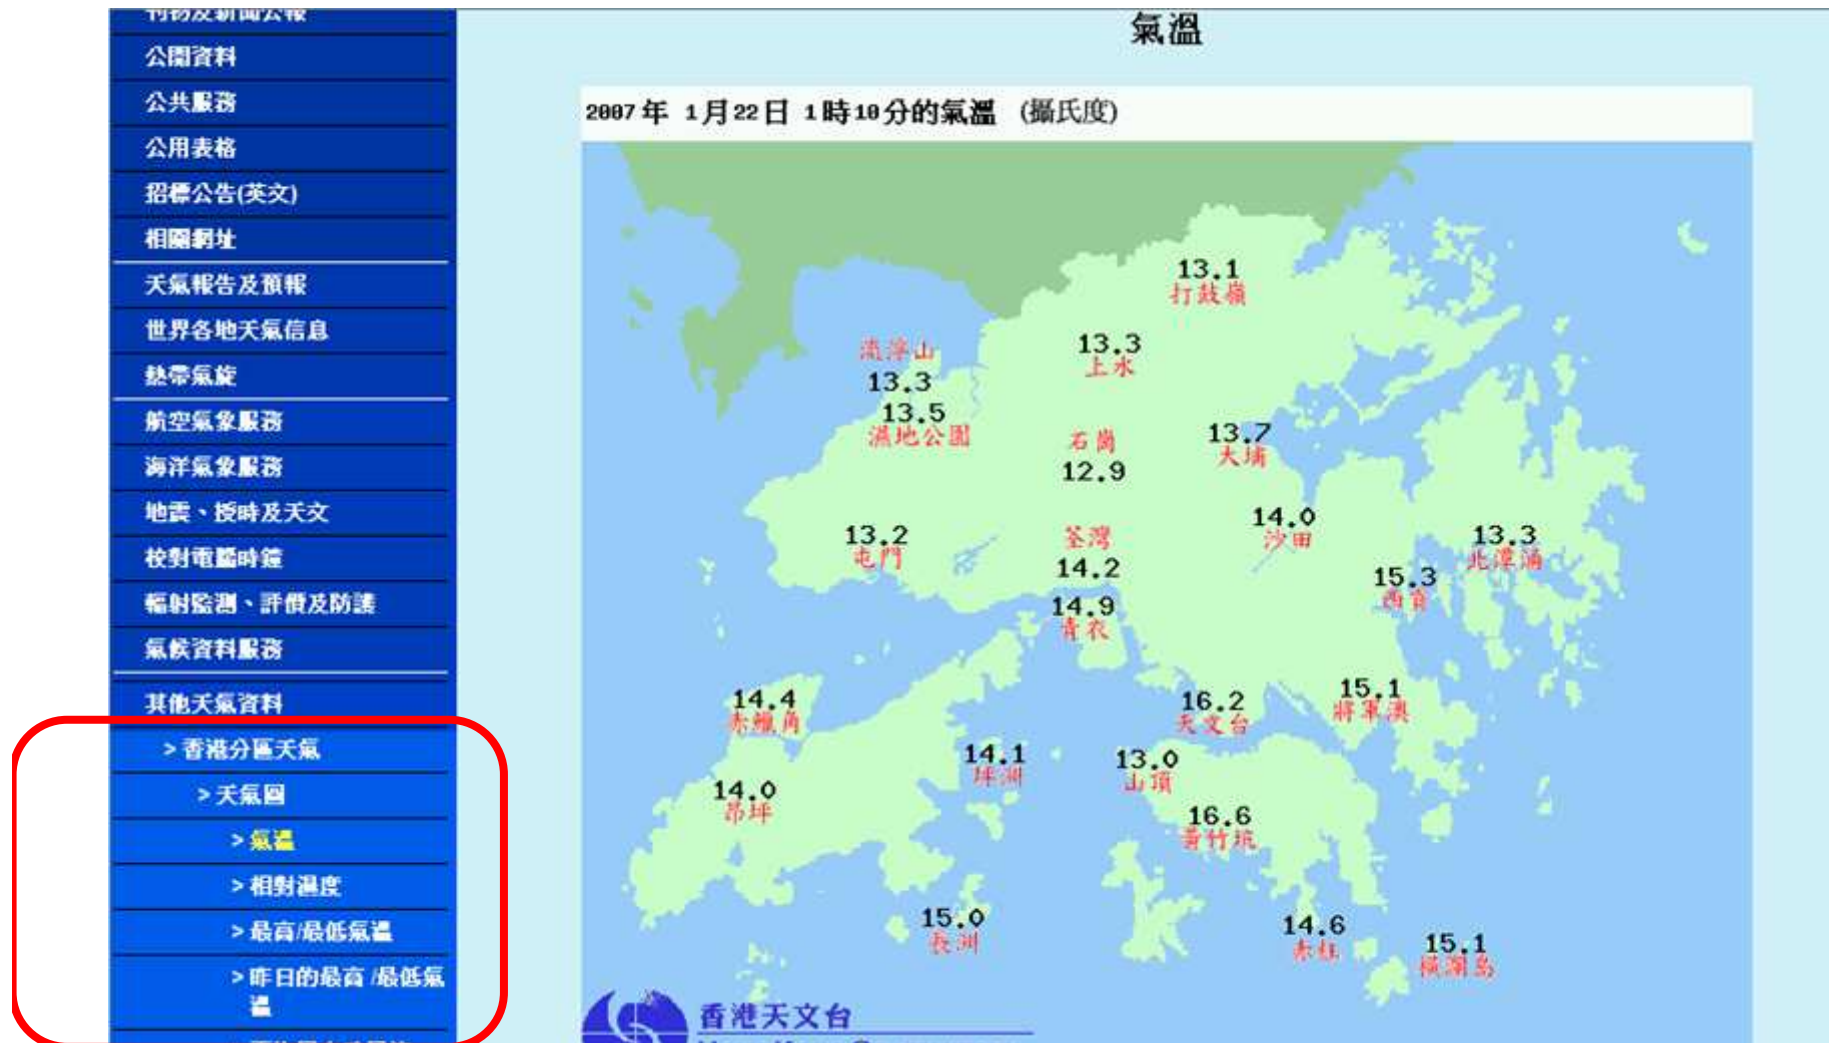 刊物及新聞公報
公開資料
公共服務
公用表格
招標公告(英文)
相關網址
天氣報告及預報
世界各地天氣信息
熱帶氣旋
航空氣象服務
海洋氣象服務
地震、授時及天文
校對電腦時鐘
輻射監測、評價及防護
氣候資料服務
其他天氣資料
> 香港分區天氣
> 天氣圖
> 氣溫
> 相對濕度
> 最高/最低氣溫
> 昨日的最高 /最低氣
溫
氣溫
2007年 1月22日 1時10分的氣溫 (攝氏度)
13.1
打鼓嶺
13.3
上水
流浮山
13.3
13.5
濕地公園
石崗
12.9
13.7
大埔
13.2
屯門
荃灣
14.2
14.0
沙田
13.3
北潭涌
15.3
西貢
14.9
青衣
14.4
赤鱲角
16.2
天文台
15.1
將軍澳
14.1
坪洲
13.0
山頂
14.0
昂坪
16.6
黃竹坑
15.0
長洲
14.6
赤柱
15.1
橫瀾島
香港天文台